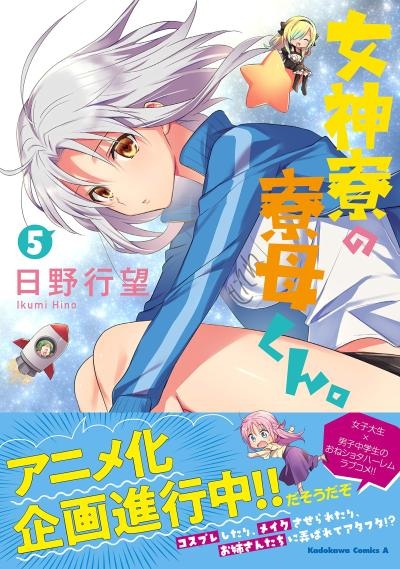 女神寮の
寮母くん。
5
日野行望
Ikumi Hino
女子大生
×
男子中学生の
おねショタハーレム
ラブコメ!!
アニメ化
企画進行中!!
だそうだぞ
コスプレしたり、メイクさせられたり、
お姉さんたちに弄ばれてアタフタ!?
Kadokawa Comics A